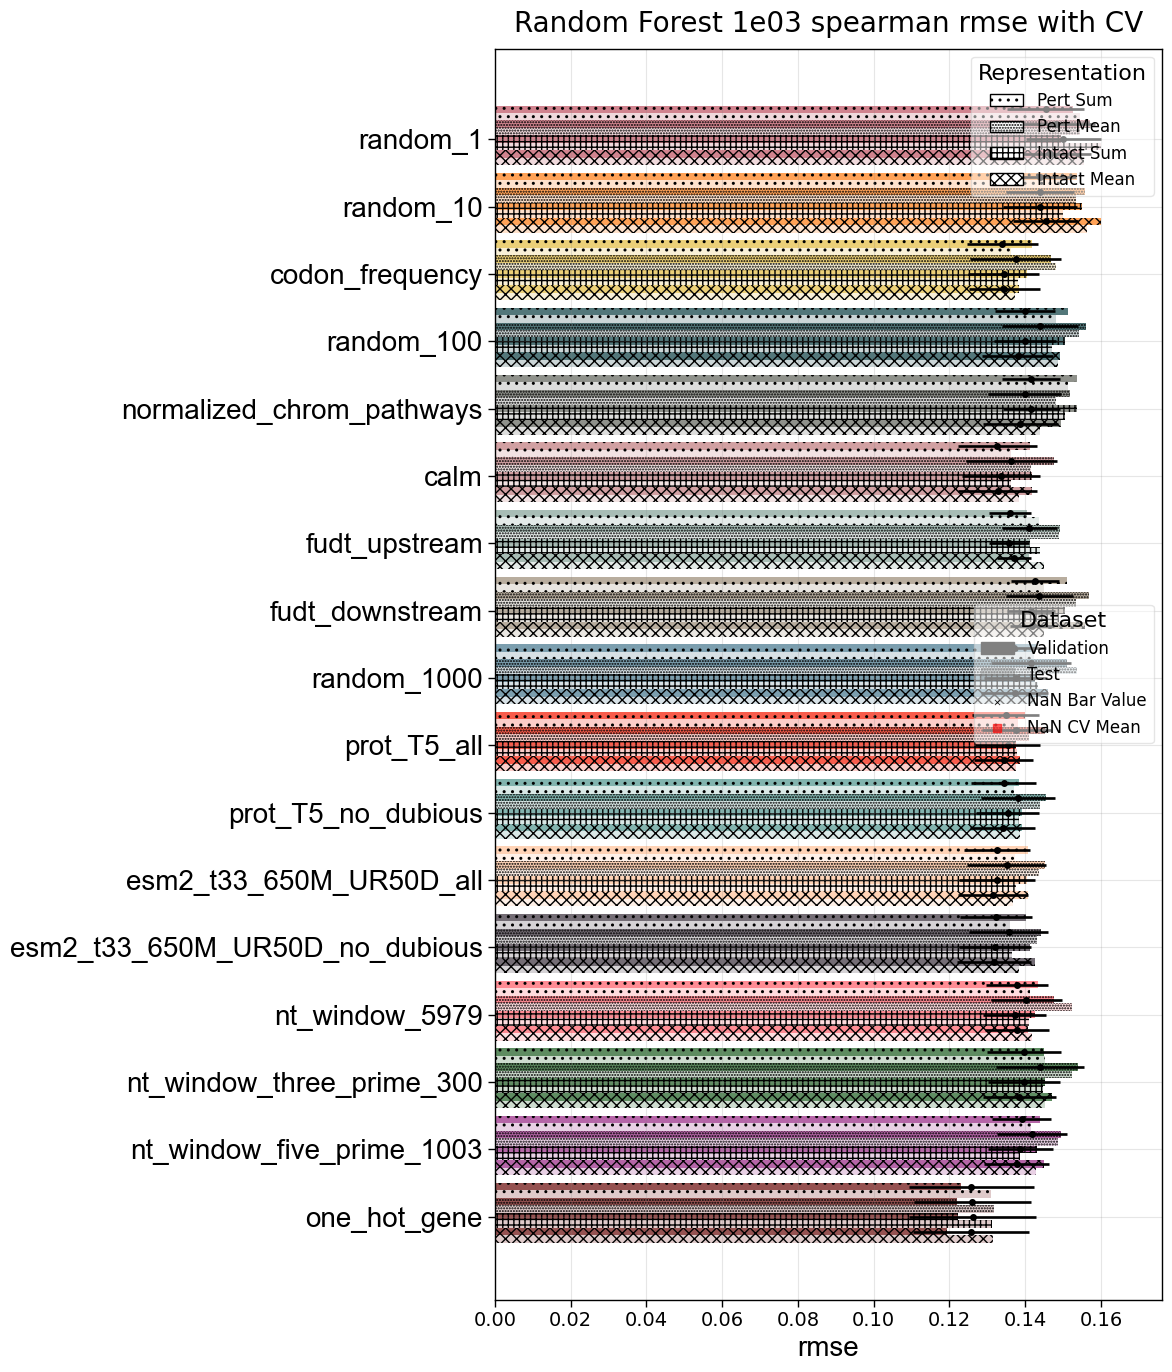 Random Forest 1e03 spearman rmse with CV
Representation
Pert Sum
Pert Mean
Intact Sum
Intact Mean
random_1
random_10
codon_frequency
random_100
normalized_chrom_pathways
calm
fudt_upstream
fudt_downstream
Dataset
Validation
Test
NaN Bar Value
NaN CV Mean
random_1000
prot_T5_all
prot_T5_no_dubious
esm2_t33_650M_UR50D_all
esm2_t33_650M_UR50D_no_dubious
nt_window_5979
nt_window_three_prime_300
nt_window_five_prime_1003
one_hot_gene
0.00 0.02 0.04 0.06 0.08 0.10 0.12 0.14 0.16
rmse